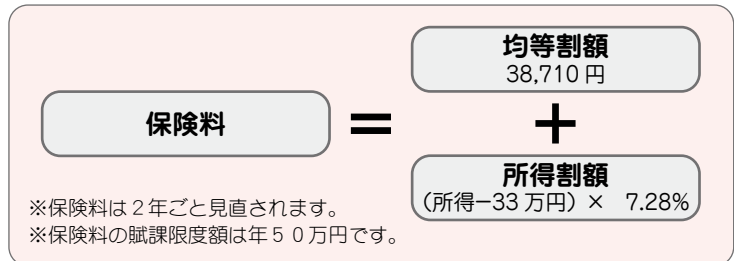 均等割額
38,710 円
保険料
＝
＋
所得割額
(所得−33 万円) × 7.28%
※保険料は２年ごと見直されます。
※保険料の賦課限度額は年５０万円です。